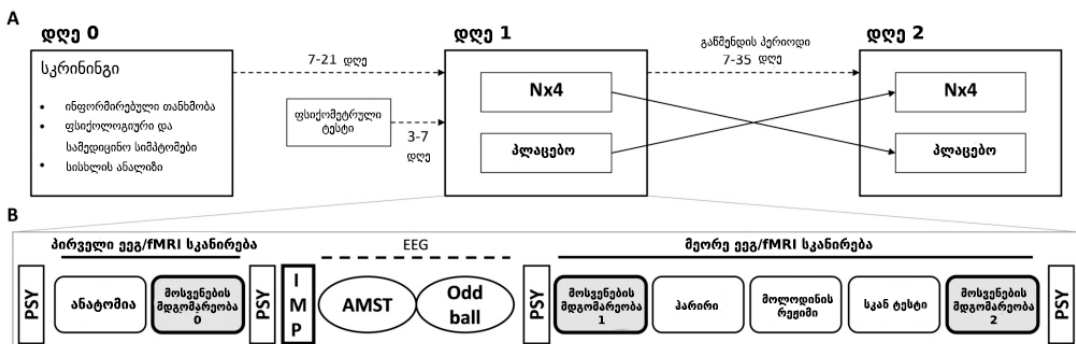 A
დღე 0
სკრინინგი
• ინფორმირებული თანხმობა
• ფსიქოლოგიური და
სამედიცინო სიმპტომები
• სისხლის ანალიზი
7-21 დღე
ფსიქომეტრული
ტესტი
3-7
დღე
დღე 1
Nx4
პლაცებო
გაწმენდის პერიოდი
7-35 დღე
დღე 2
Nx4
პლაცებო
B
პირველი ეეგ/fMRI სკანირება
EEG
მეორე ეეგ/fMRI სკანირება
PSY
ანატომია
მოსვენების
მდგომარეობა
0
PSY
IMP
AMST
Odd
ball
PSY
მოსვენების
მდგომარეობა
1
ჰარირი
მოლოდინის
რეჟიმი
სკან ტესტი
მოსვენების
მდგომარეობა
2
PSY